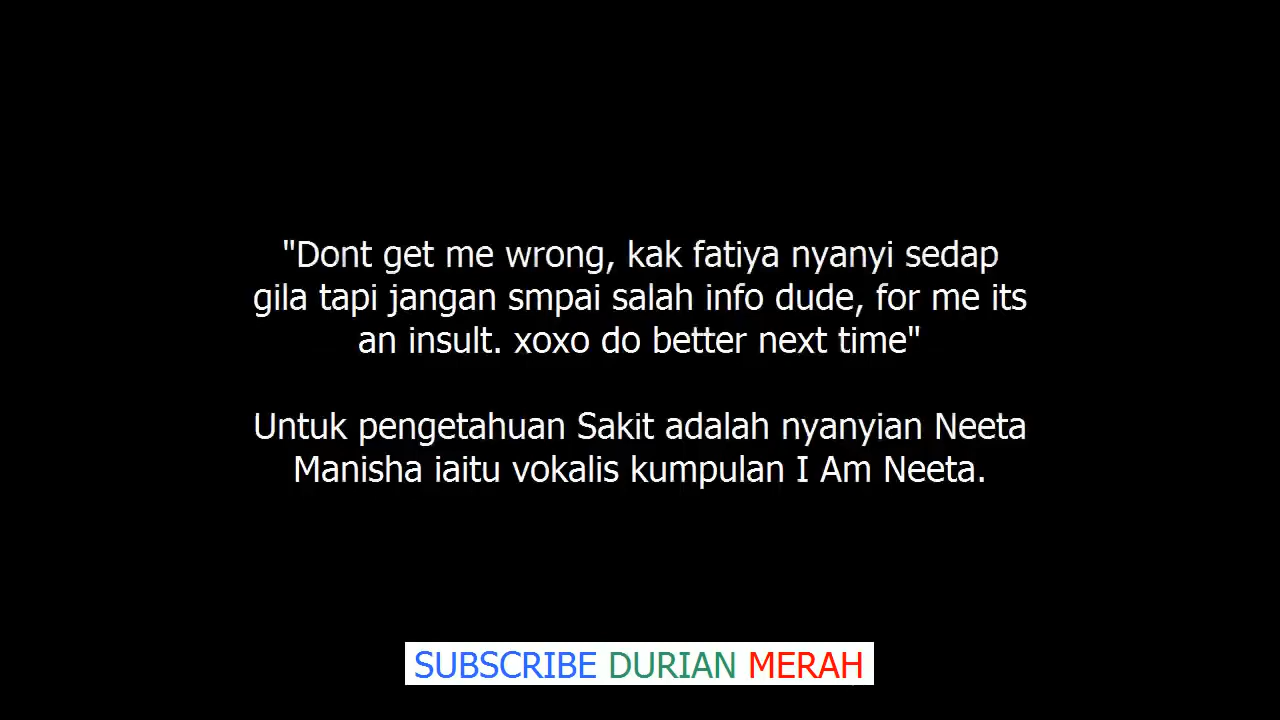 "Dont get me wrong, kak fatiya nyanyi sedap
gila tapi jangan smpai salah info dude, for me its
an insult. xoxo do better next time"
Untuk pengetahuan Sakit adalah nyanyian Neeta
Manisha iaitu vokalis kumpulan I Am Neeta.
SUBSCRIBE DURIAN MERAH